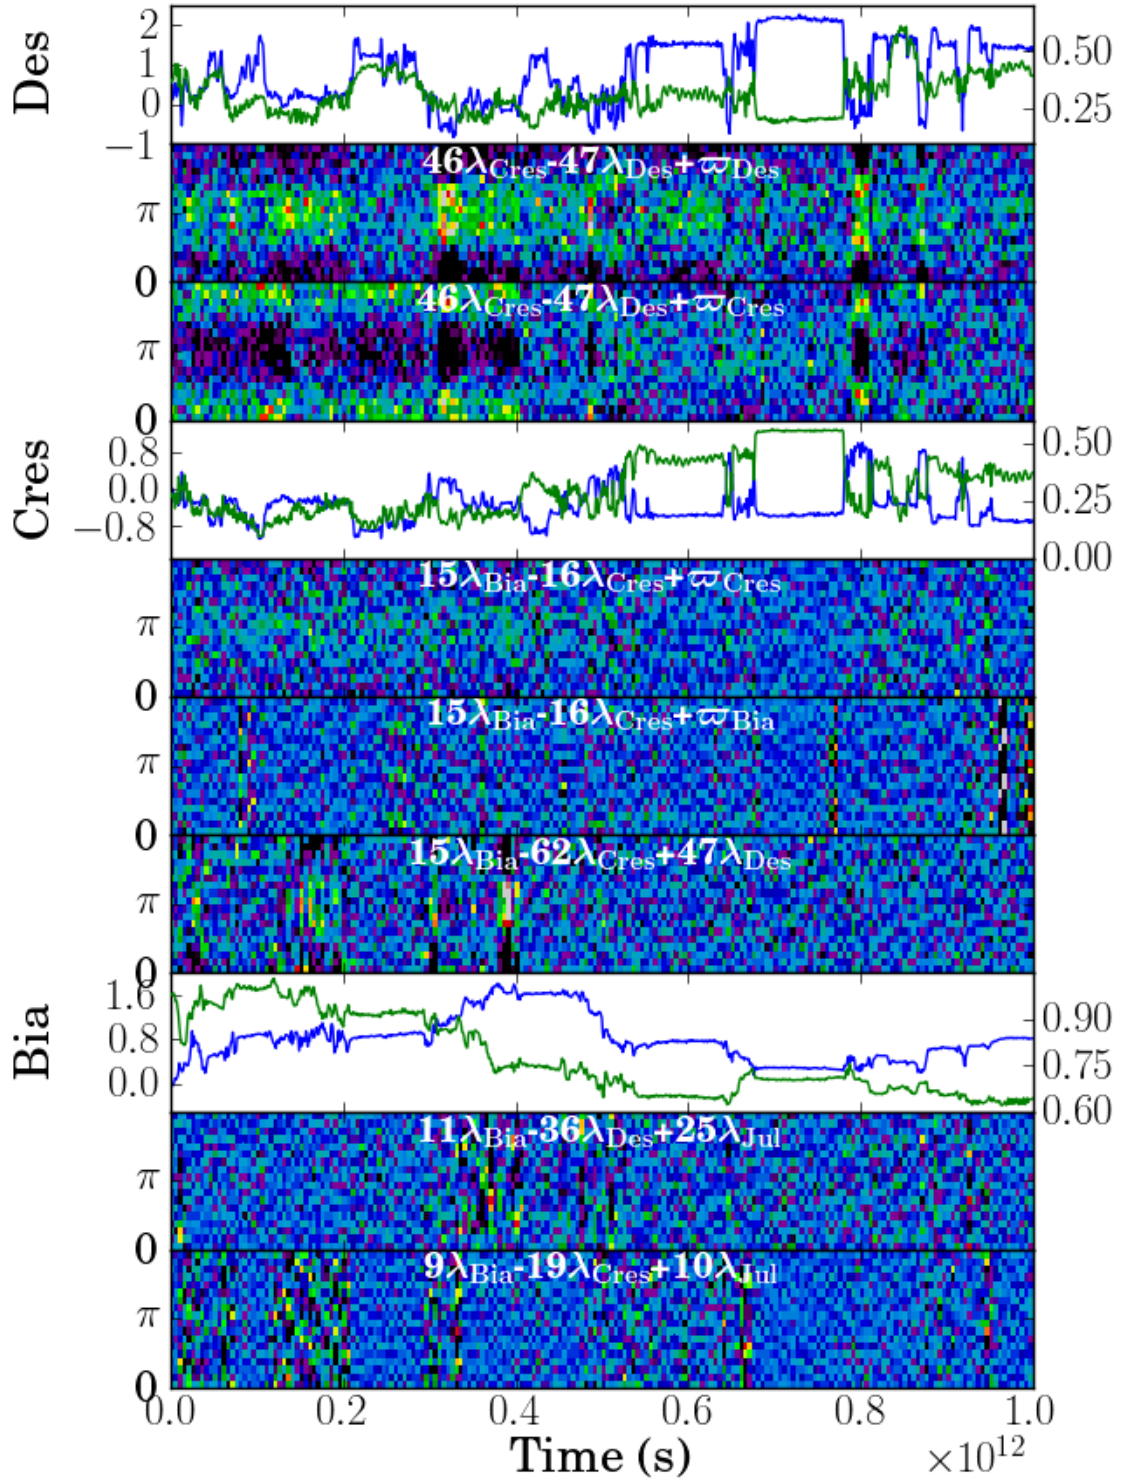 Des
2
1
0
−1
0.50
0.25
46λCres-47λDes+ϖDes
π
0
46λCres-47λDes+ϖCres
π
0
Cres
0.8
0.0
−0.8
0.50
0.25
0.00
15λBia-16λCres+ϖCres
π
0
15λBia-16λCres+ϖBia
π
0
15λBia-62λCres+47λDes
π
0
Bia
1.6
0.8
0.0
0.90
0.75
0.60
11λBia-36λDes+25λJul
π
0
9λBia-19λCres+10λJul
π
0
0.0 0.2 0.4 0.6 0.8 1.0
Time (s)
×10¹²